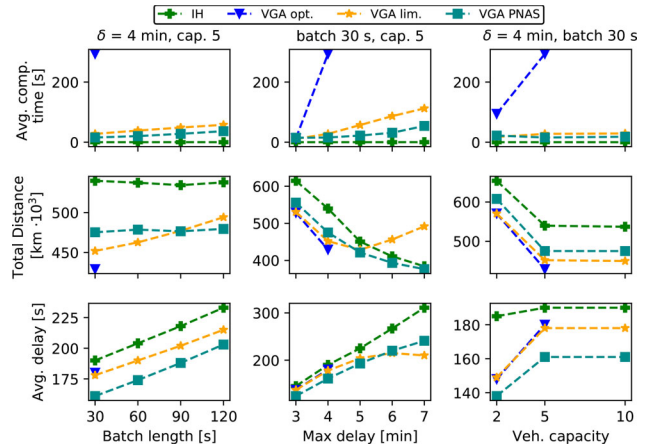 IH VGA opt. VGA lim. VGA PNAS
δ = 4 min, cap. 5 batch 30 s, cap. 5 δ = 4 min, batch 30 s
Avg. comp.
time [s]
200
0
200
0
200
0
Total Distance
[km ·10³]
500
450
600
500
400
600
500
Avg. delay [s]
225
200
175
30 60 90 120
Batch length [s]
300
200
3 4 5 6 7
Max delay [min]
180
160
140
2 5 10
Veh. capacity